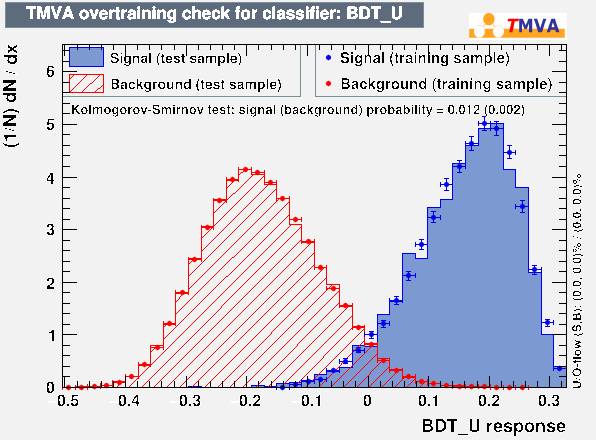 TMVA overtraining check for classifier: BDT_U
TMVA
Signal (test sample)
Background (test sample)
Signal (training sample)
Background (training sample)
Kolmogorov-Smirnov test: signal (background) probability = 0.012 (0.002)
(1/N) dN / dx
6
5
4
3
2
1
0
-0.5 -0.4 -0.3 -0.2 -0.1 0 0.1 0.2 0.3
BDT_U response
U/O-flow (S,B): (0.0, 0.0)% / (0.0, 0.0)%